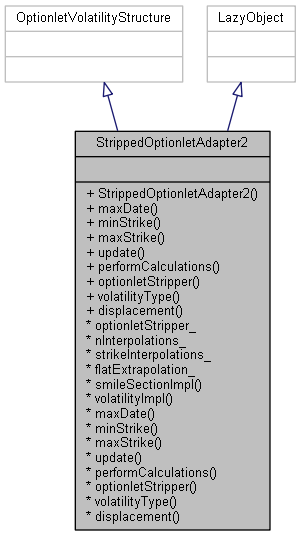 OptionletVolatilityStructure
LazyObject
StrippedOptionletAdapter2
+ StrippedOptionletAdapter2()
+ maxDate()
+ minStrike()
+ maxStrike()
+ update()
+ performCalculations()
+ optionletStripper()
+ volatilityType()
+ displacement()
* optionletStripper_
* nInterpolations_
* strikeInterpolations_
* flatExtrapolation_
* smileSectionImpl()
* volatilityImpl()
* maxDate()
* minStrike()
* maxStrike()
* update()
* performCalculations()
* optionletStripper()
* volatilityType()
* displacement()